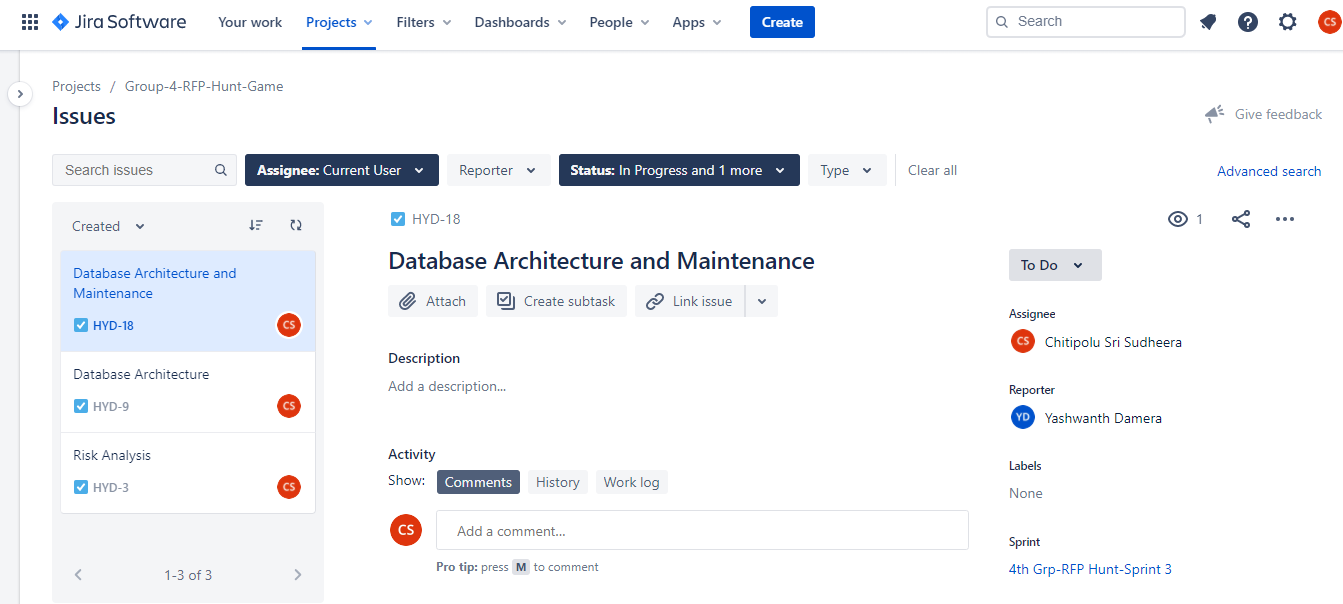 Jira Software Your work Projects Filters Dashboards People Apps Create Search CS
Projects / Group-4-RFP-Hunt-Game
Issues
Give feedback
Search issues Assignee: Current User Reporter Status: In Progress and 1 more Type Clear all Advanced search
Created
Database Architecture and
Maintenance
HYD-18 CS
Database Architecture
HYD-9 CS
Risk Analysis
HYD-3 CS
1-3 of 3
HYD-18
1
Database Architecture and Maintenance
Attach Create subtask Link issue
Description
Add a description...
Activity
Show: Comments History Work log
CS Add a comment...
Pro tip: press M to comment
To Do
Assignee
CS Chitipolu Sri Sudheera
Reporter
YD Yashwanth Damera
Labels
None
Sprint
4th Grp-RFP Hunt-Sprint 3